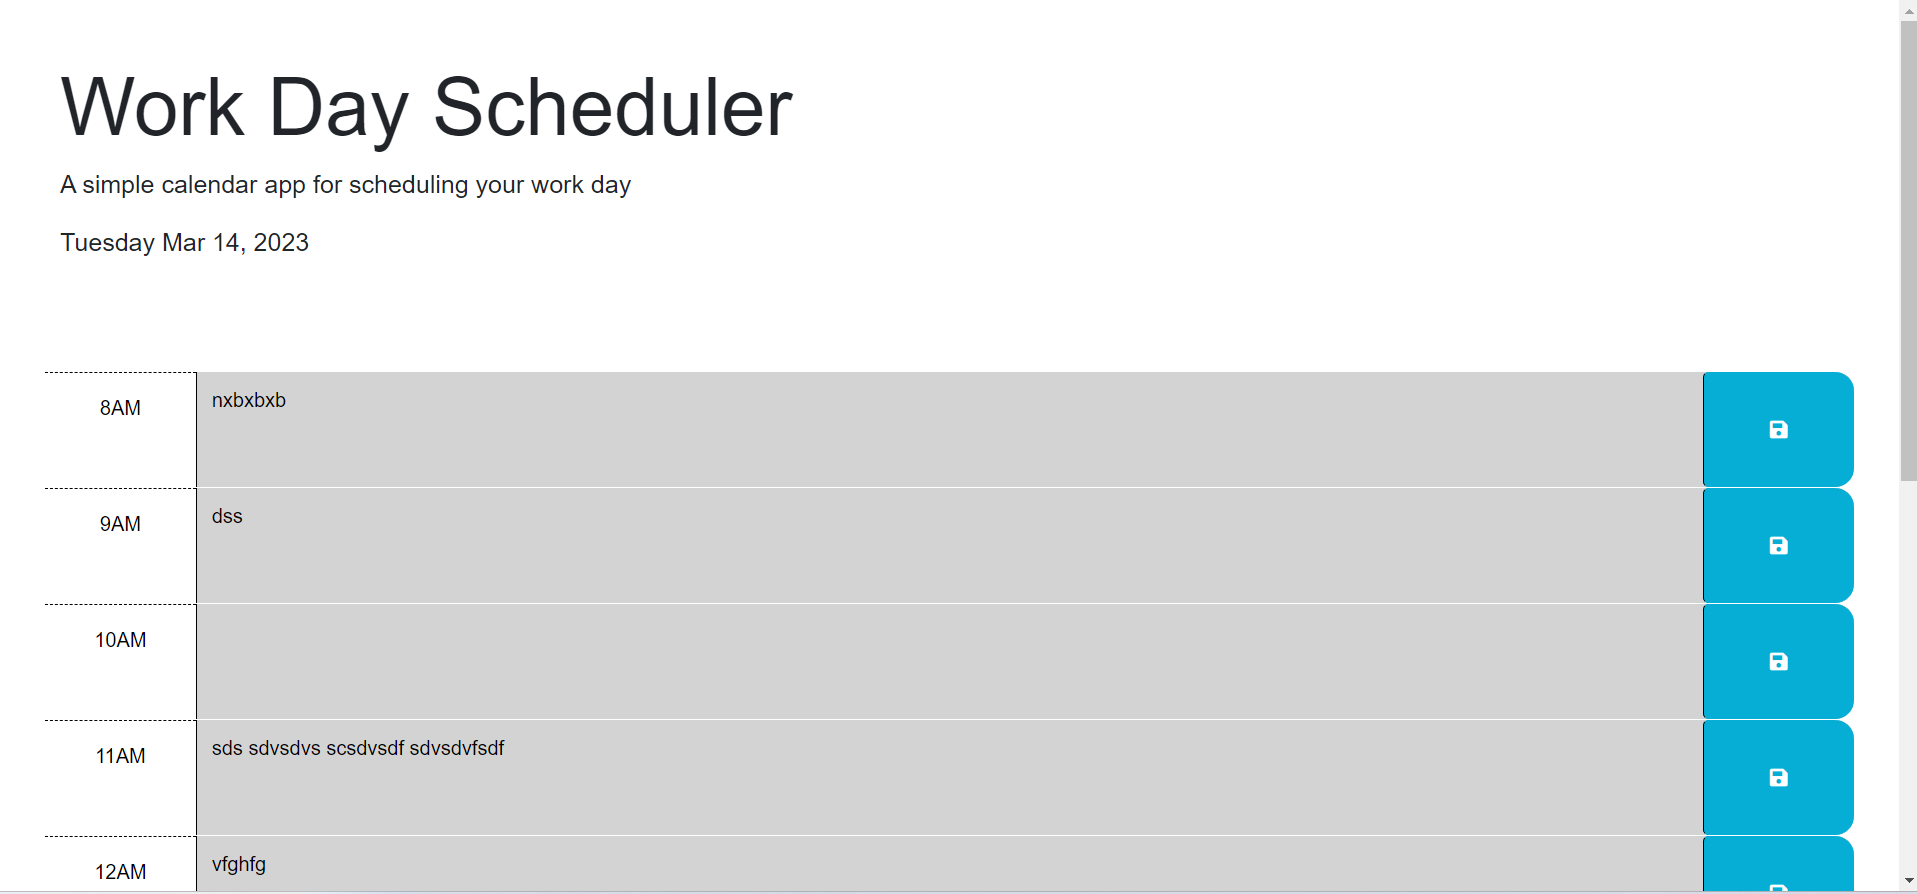 Work Day Scheduler
A simple calendar app for scheduling your work day
Tuesday Mar 14, 2023
8AM
nxbxbxb
9AM
dss
10AM
11AM
sds sdvsdvs scsdvsdf sdvsdvfsdf
12AM
vfghfg